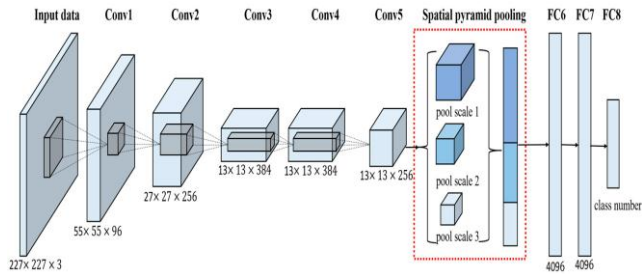 Input data
Conv1
Conv2
Conv3
Conv4
Conv5
Spatial pyramid pooling
FC6
FC7
FC8
pool scale 1
pool scale 2
pool scale 3
227× 227 × 3
55× 55 × 96
27× 27 × 256
13× 13 × 384
13× 13 × 384
13× 13 × 256
4096
4096
class number